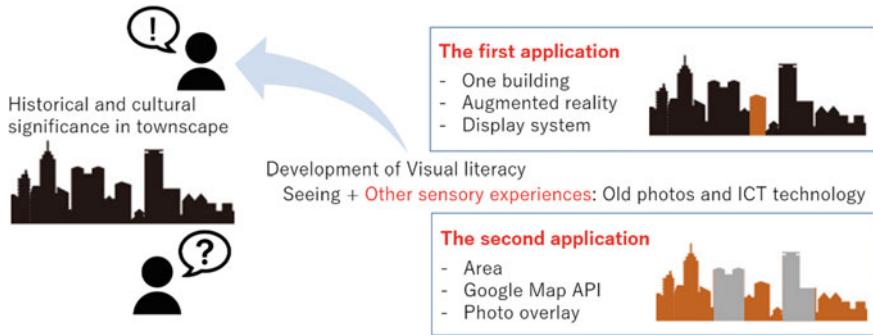 !
Historical and cultural
significance in townscape
?
Development of Visual literacy
Seeing + Other sensory experiences: Old photos and ICT technology
The first application
- One building
- Augmented reality
- Display system
The second application
- Area
- Google Map API
- Photo overlay